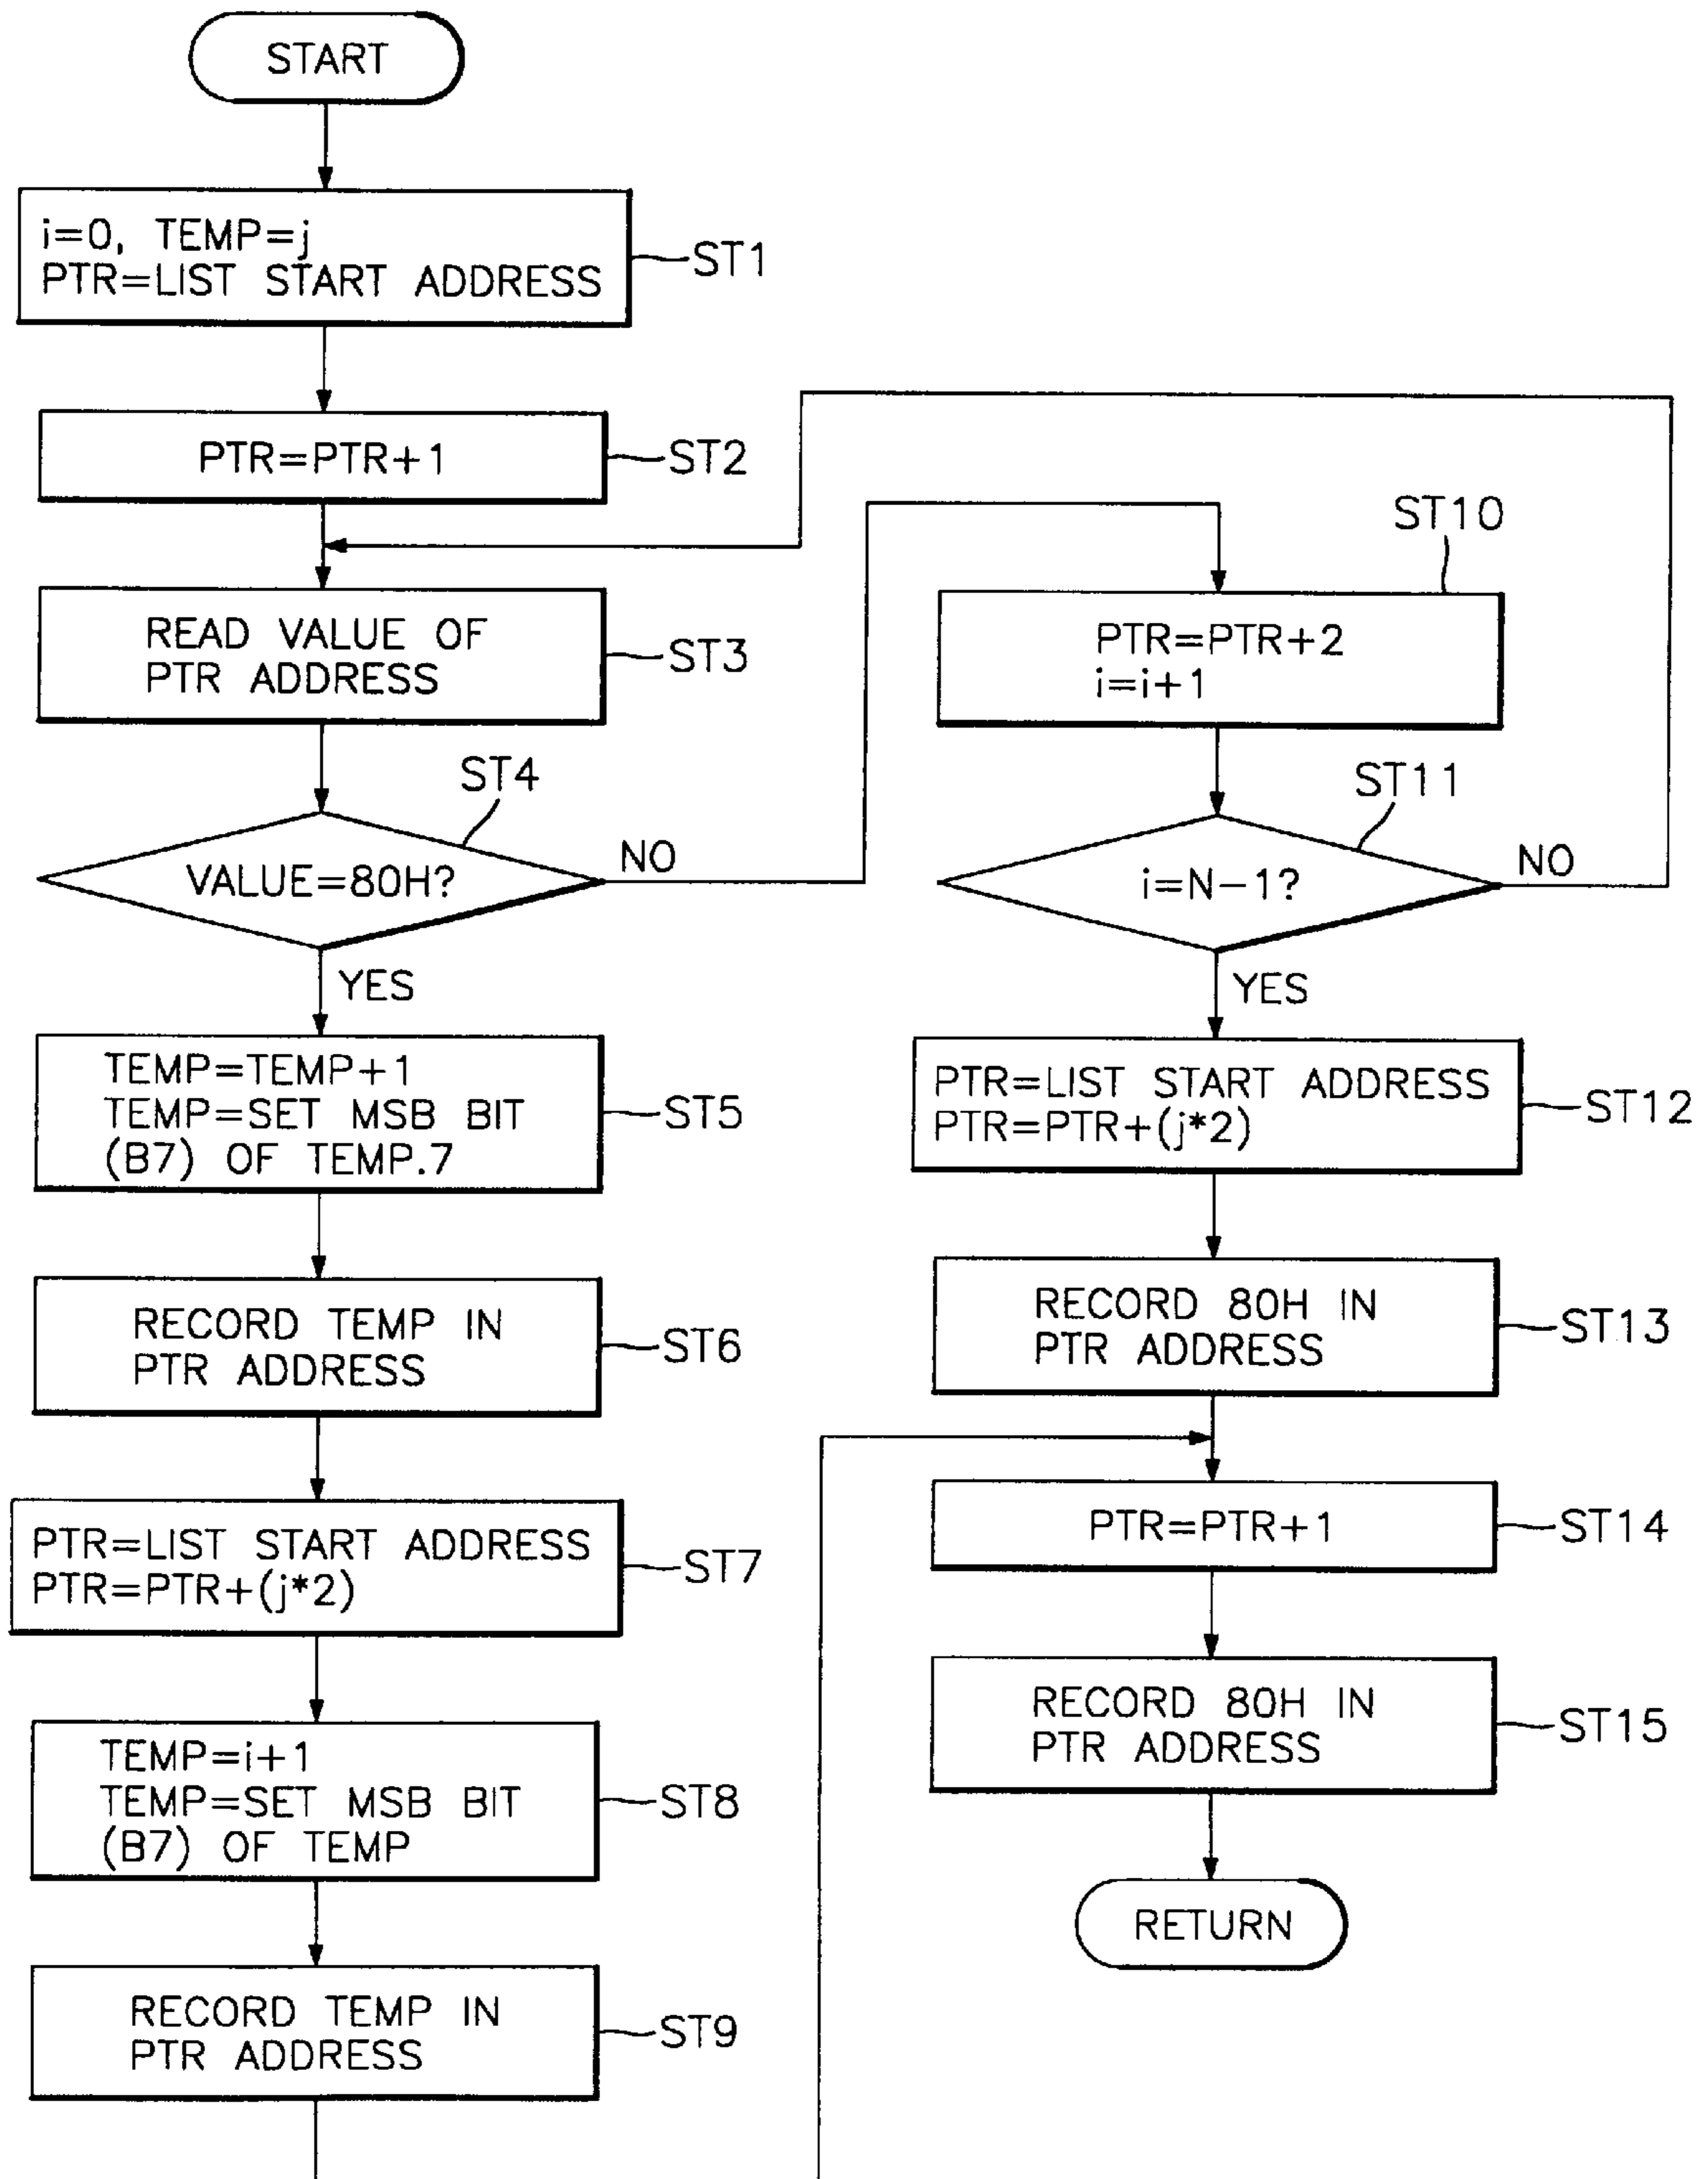 START
i=0, TEMP=j
PTR=LIST START ADDRESS
ST1
PTR=PTR+1
ST2
READ VALUE OF
PTR ADDRESS
ST3
ST4
VALUE=80H?
NO
YES
TEMP=TEMP+1
TEMP=SET MSB BIT
(B7) OF TEMP.7
ST5
RECORD TEMP IN
PTR ADDRESS
ST6
PTR=LIST START ADDRESS
PTR=PTR+(j*2)
ST7
TEMP=i+1
TEMP=SET MSB BIT
(B7) OF TEMP
ST8
RECORD TEMP IN
PTR ADDRESS
ST9
ST10
PTR=PTR+2
i=i+1
ST11
i=N-1?
NO
YES
PTR=LIST START ADDRESS
PTR=PTR+(j*2)
ST12
RECORD 80H IN
PTR ADDRESS
ST13
PTR=PTR+1
ST14
RECORD 80H IN
PTR ADDRESS
ST15
RETURN